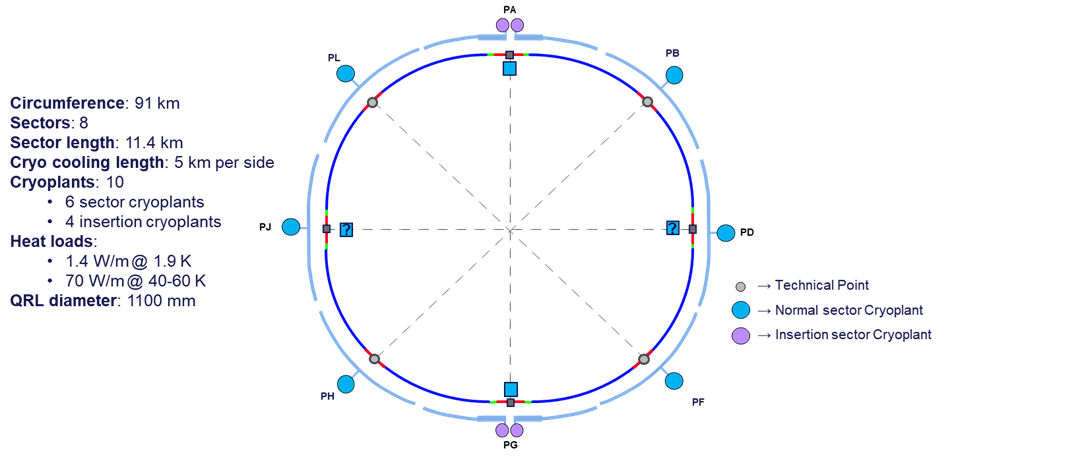 PA
PL
PB
Circumference: 91 km
Sectors: 8
Sector length: 11.4 km
Cryo cooling length: 5 km per side
Cryoplants: 10
• 6 sector cryoplants
• 4 insertion cryoplants
Heat loads:
• 1.4 W/m@ 1.9 K
• 70 W/m@ 40-60 K
QRL diameter: 1100 mm
PJ
?
?
PD
→ Technical Point
→ Normal sector Cryoplant
→ Insertion sector Cryoplant
PH
PF
PG